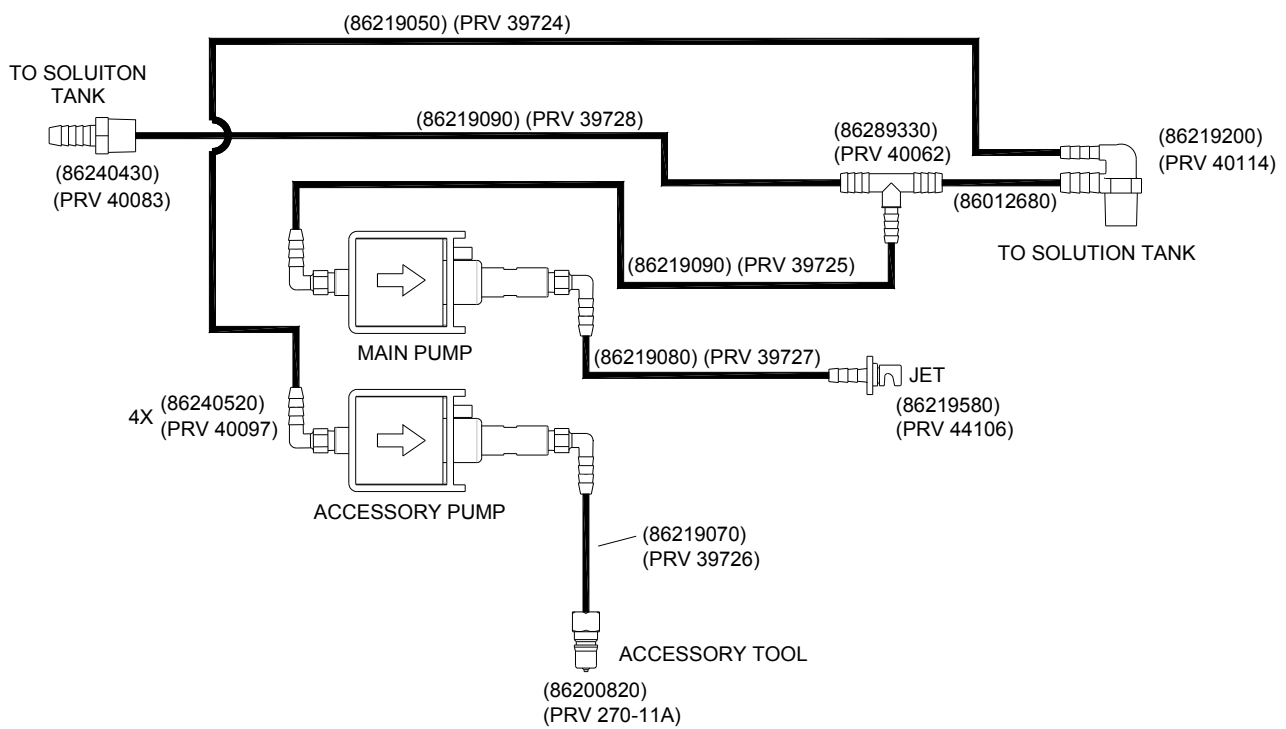 (86219050) (PRV 39724)
TO SOLUITON
TANK
(86219090) (PRV 39728)
(86240430)
(PRV 40083)
(86289330)
(PRV 40062)
(86219200)
(PRV 40114)
(86012680)
TO SOLUTION TANK
(86219090) (PRV 39725)
MAIN PUMP
(86219080) (PRV 39727)
JET
(86219580)
(PRV 44106)
4X (86240520)
(PRV 40097)
ACCESSORY PUMP
(86219070)
(PRV 39726)
ACCESSORY TOOL
(86200820)
(PRV 270-11A)